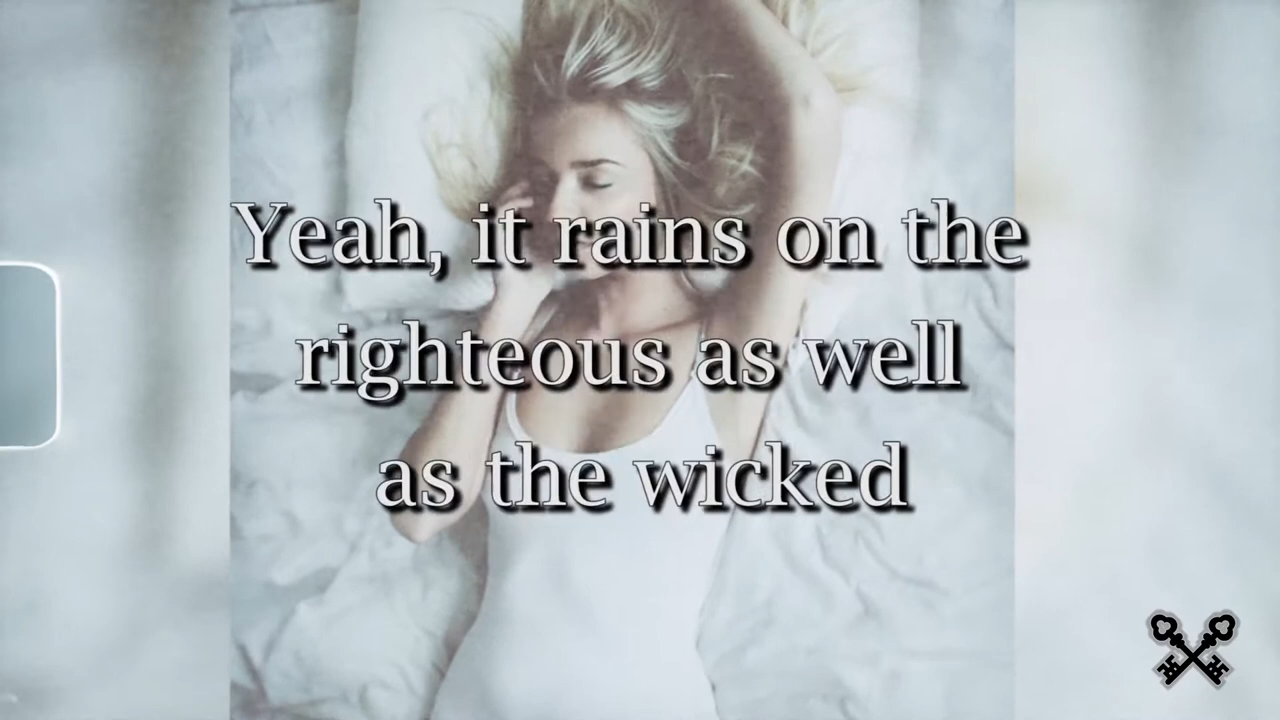 Yeah, it rains on the
righteous as well
as the wicked